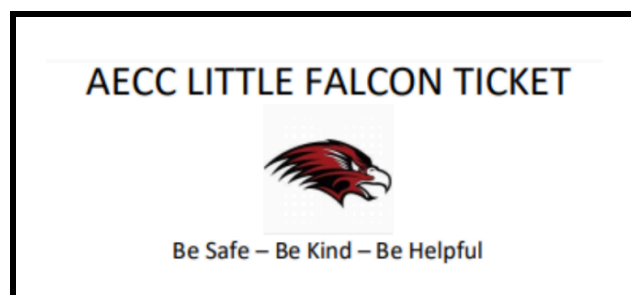 AECC LITTLE FALCON TICKET
Be Safe – Be Kind – Be Helpful